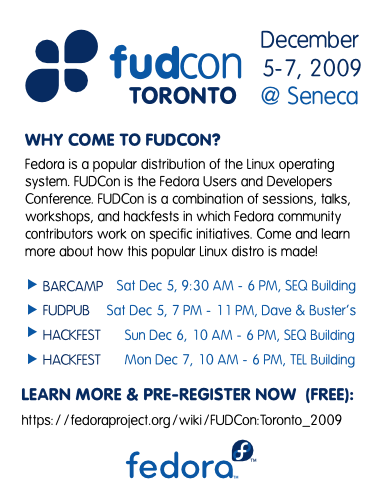 fudcon
TORONTO
December
5-7, 2009
@ Seneca
WHY COME TO FUDCON?
Fedora is a popular distribution of the Linux operating
system. FUDCon is the Fedora Users and Developers
Conference. FUDCon is a combination of sessions, talks,
workshops, and hackfests in which Fedora community
contributors work on specific initiatives. Come and learn
more about how this popular Linux distro is made!
BARCAMP Sat Dec 5, 9:30 AM - 6 PM, SEQ Building
FUDPUB Sat Dec 5, 7 PM - 11 PM, Dave & Buster's
HACKFEST Sun Dec 6, 10 AM - 6 PM, SEQ Building
HACKFEST Mon Dec 7, 10 AM - 6 PM, TEL Building
LEARN MORE & PRE-REGISTER NOW (FREE):
https://fedoraproject.org/wiki/FUDCon:Toronto_2009
fedora